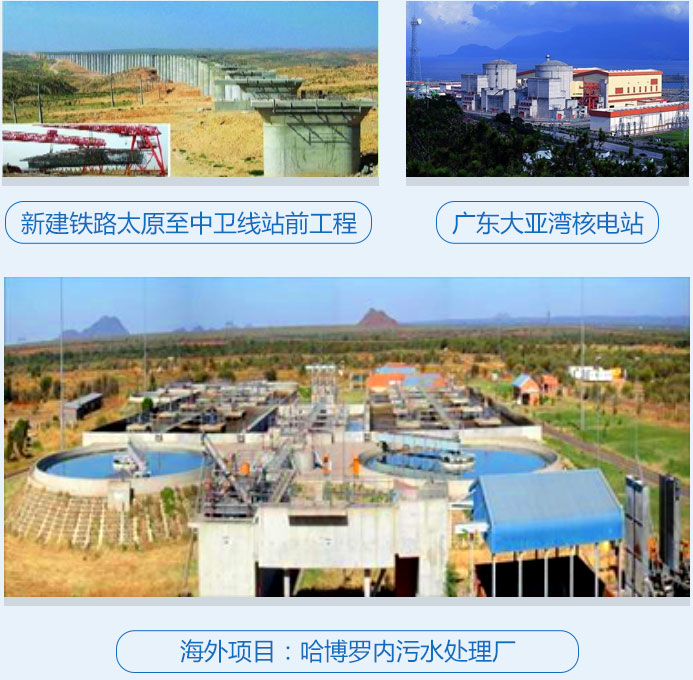 新建铁路太原至中卫线站前工程
广东大亚湾核电站
海外项目：哈博罗内污水处理厂